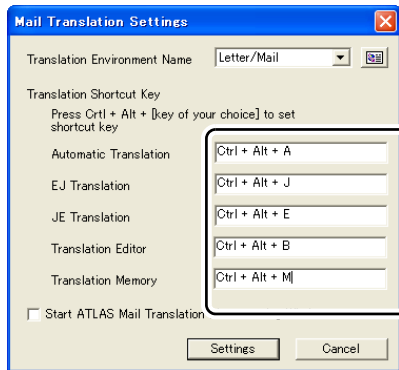 Mail Translation Settings
Translation Environment Name Letter/Mail
Translation Shortcut Key
Press Crtl + Alt + [key of your choice] to set
shortcut key
Automatic Translation Ctrl + Alt + A
EJ Translation Ctrl + Alt + J
JE Translation Ctrl + Alt + E
Translation Editor Ctrl + Alt + B
Translation Memory Ctrl + Alt + M
Start ATLAS Mail Translation
Settings Cancel